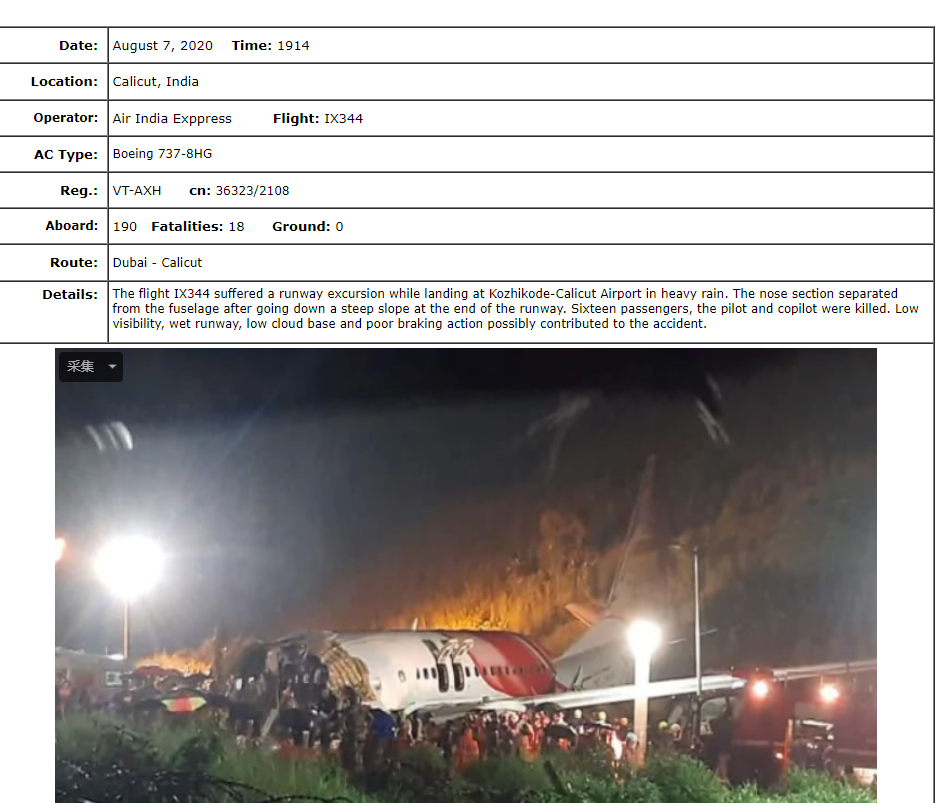 Date: August 7, 2020 Time: 1914
Location: Calicut, India
Operator: Air India Exppress Flight: IX344
AC Type: Boeing 737-8HG
Reg.: VT-AXH cn: 36323/2108
Aboard: 190 Fatalities: 18 Ground: 0
Route: Dubai - Calicut
Details: The flight IX344 suffered a runway excursion while landing at Kozhikode-Calicut Airport in heavy rain. The nose section separated
from the fuselage after going down a steep slope at the end of the runway. Sixteen passengers, the pilot and copilot were killed. Low
visibility, wet runway, low cloud base and poor braking action possibly contributed to the accident.
采集